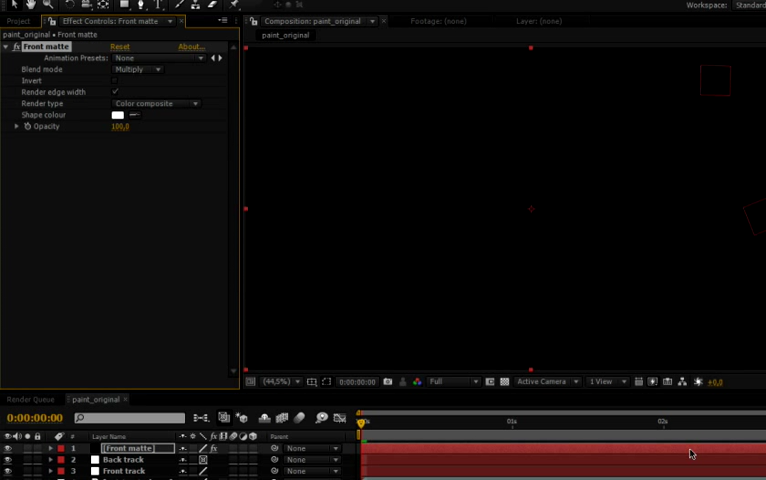 Workspace: Standard
Project
Effect Controls: Front matte
Composition: paint_original
Footage: (none)
Layer: (none)
paint_original • Front matte
paint_original
fx Front matte Reset About...
Animation Presets: None
Blend mode Multiply
Invert
Render edge width
Render type Color composite
Shape colour
Opacity 100,0
(44,5%) 0:00:00:00 Full Active Camera 1 View +0,0
Render Queue paint_original
0:00:00:00
01s 02s
# Layer Name Parent
1 [Front matte] None
2 Back track None
3 Front track None